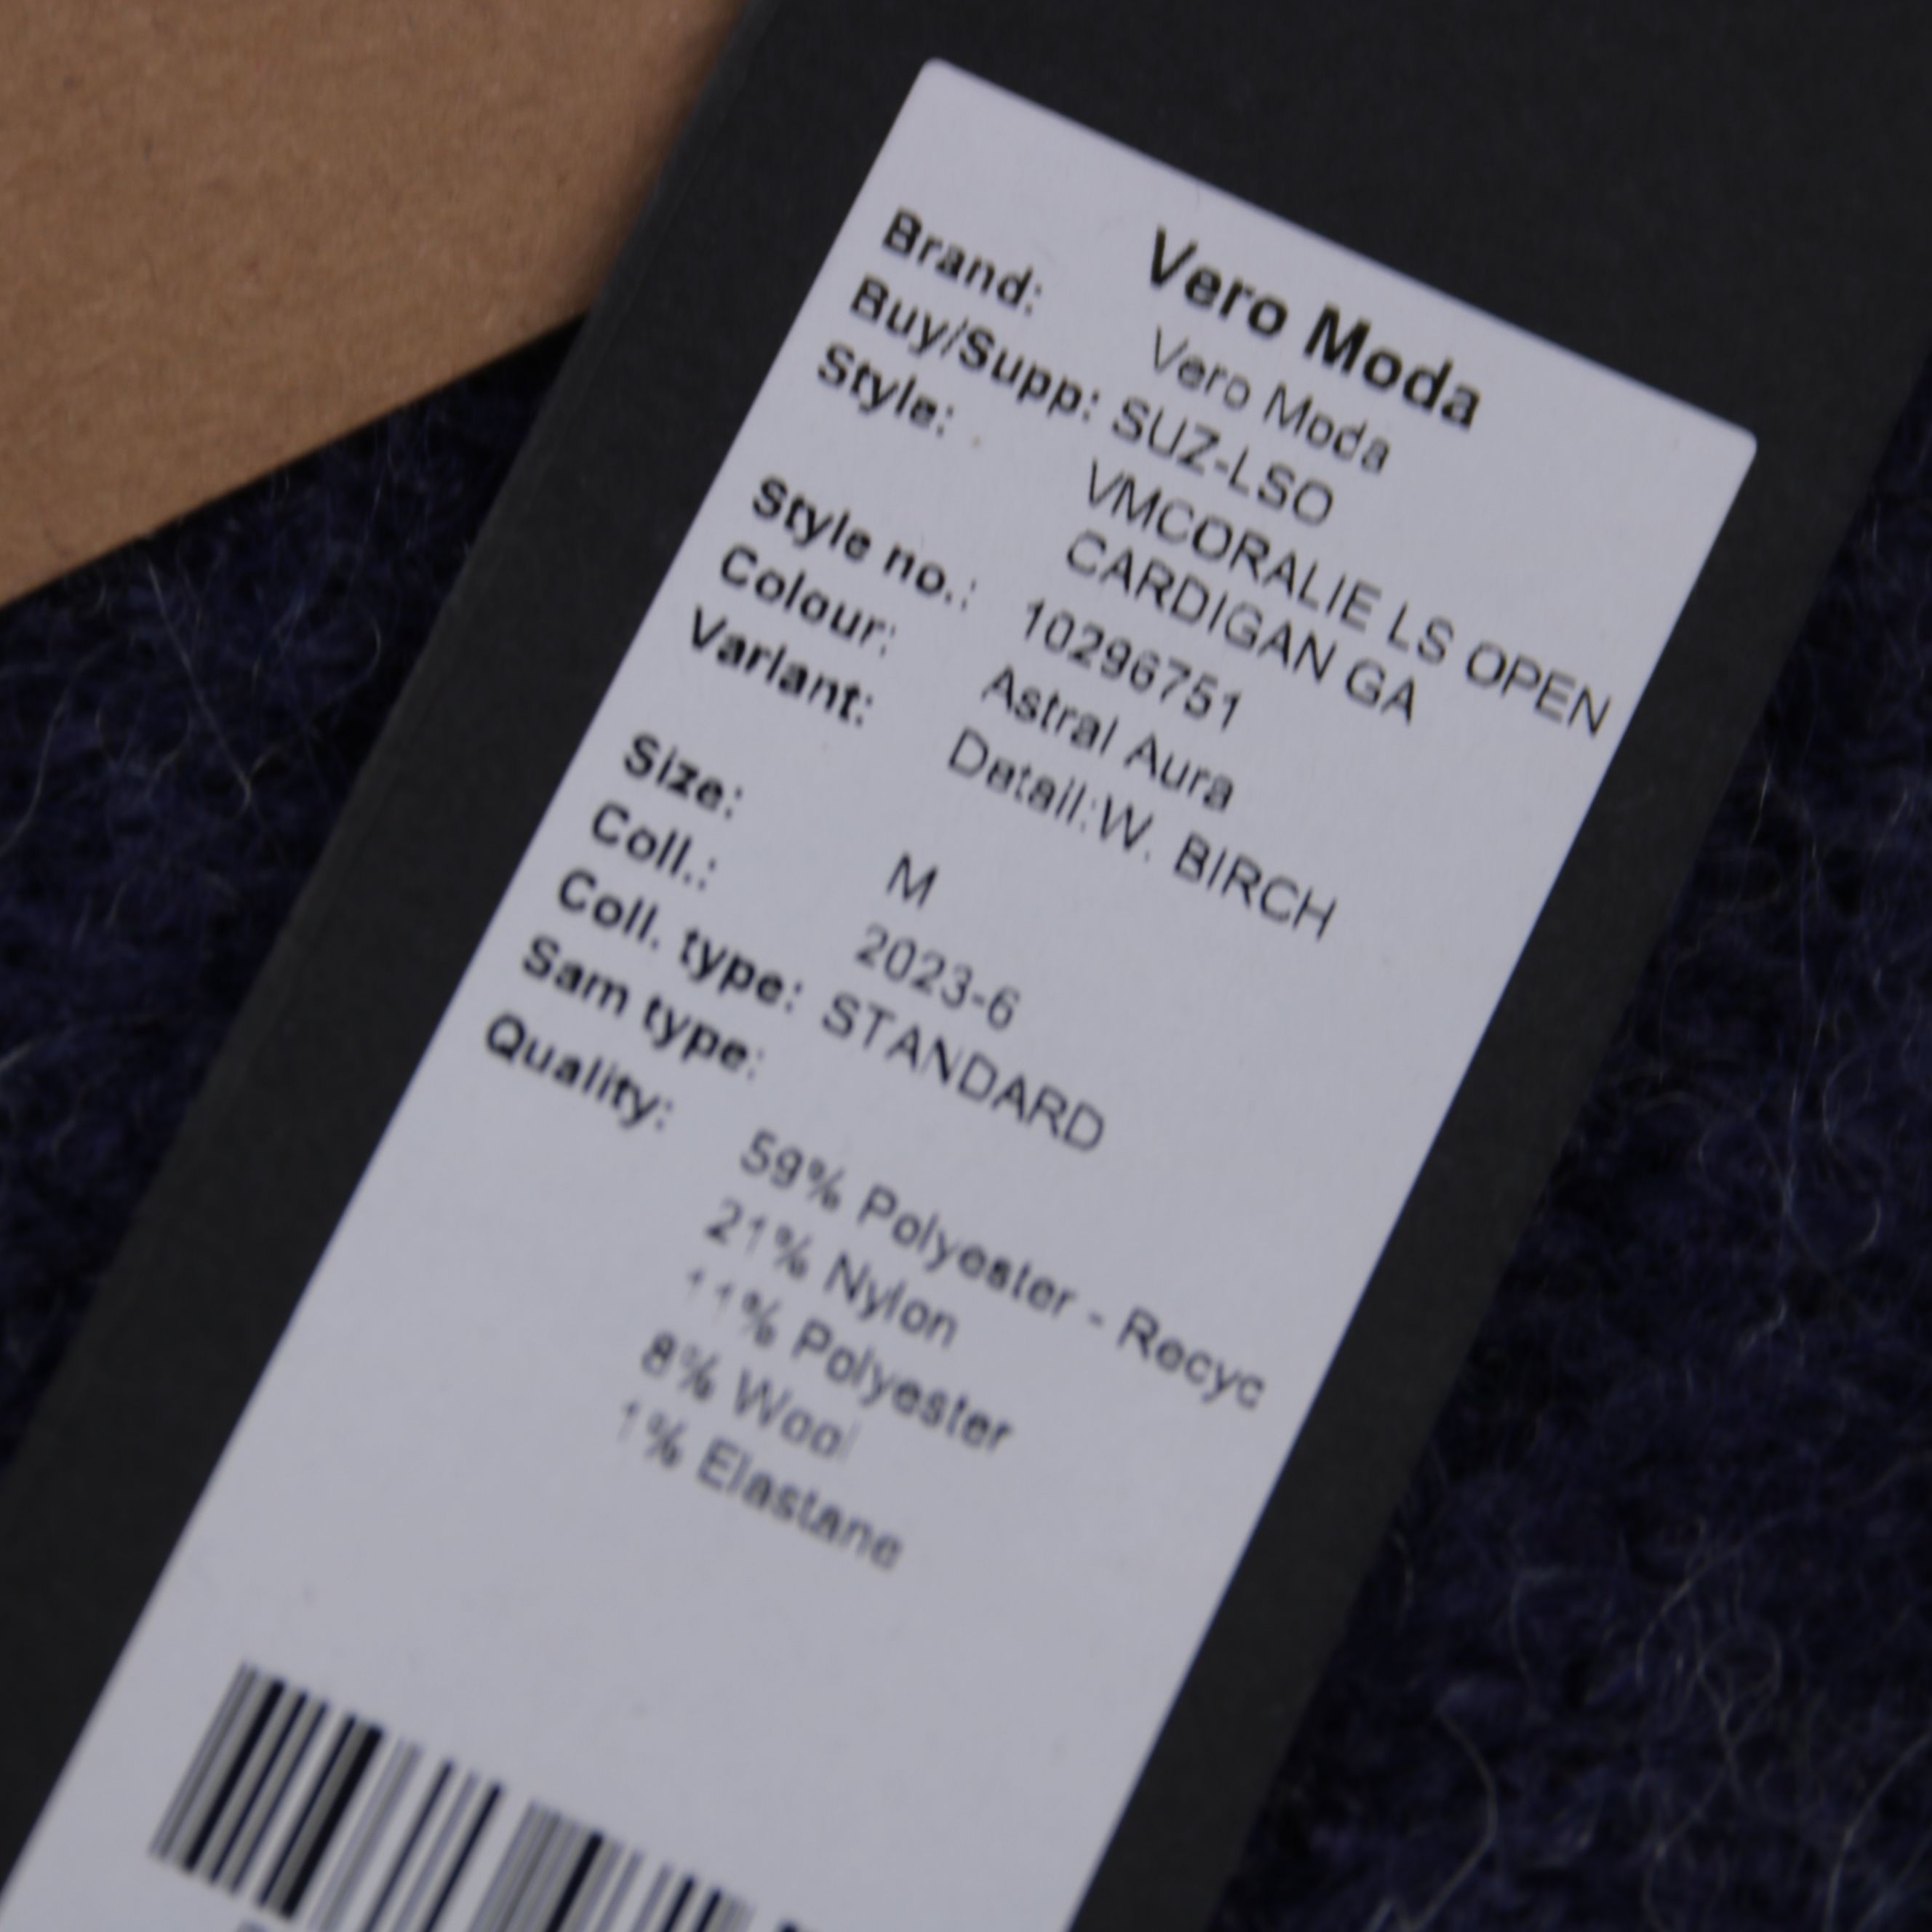 Vero Moda
Brand: Vero Moda
Buy/Supp: SUZ-LSO
Style: VMCORALIE LS OPEN
CARDIGAN GA
Style no.: 10296751
Colour: Astral Aura
Variant: Detail:W. BIRCH
Size: M
Coll.: 2023-6
Coll. type: STANDARD
Sam type:
Quality: 59% Polyester - Recyc
21% Nylon
11% Polyester
8% Wool
1% Elastane